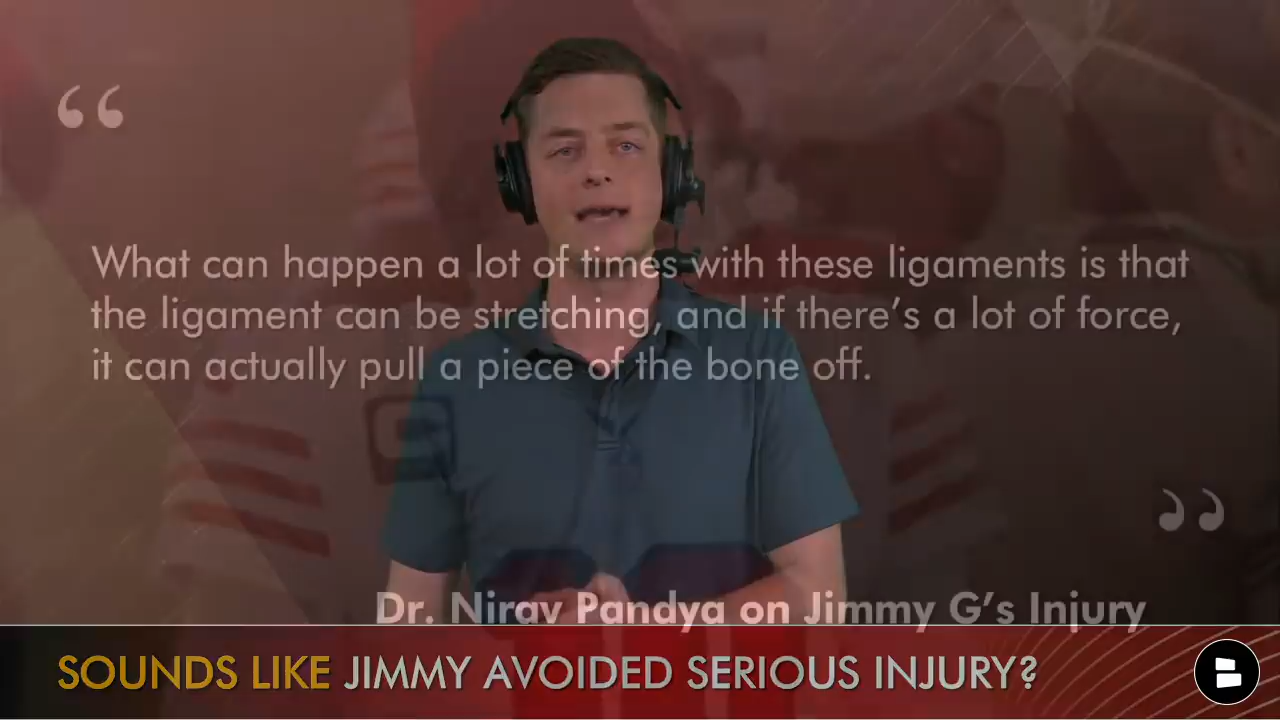 “
What can happen a lot of times with these ligaments is that
the ligament can be stretching, and if there’s a lot of force,
it can actually pull a piece of the bone off.
”
Dr. Nirav Pandya on Jimmy G’s Injury
SOUNDS LIKE JIMMY AVOIDED SERIOUS INJURY?